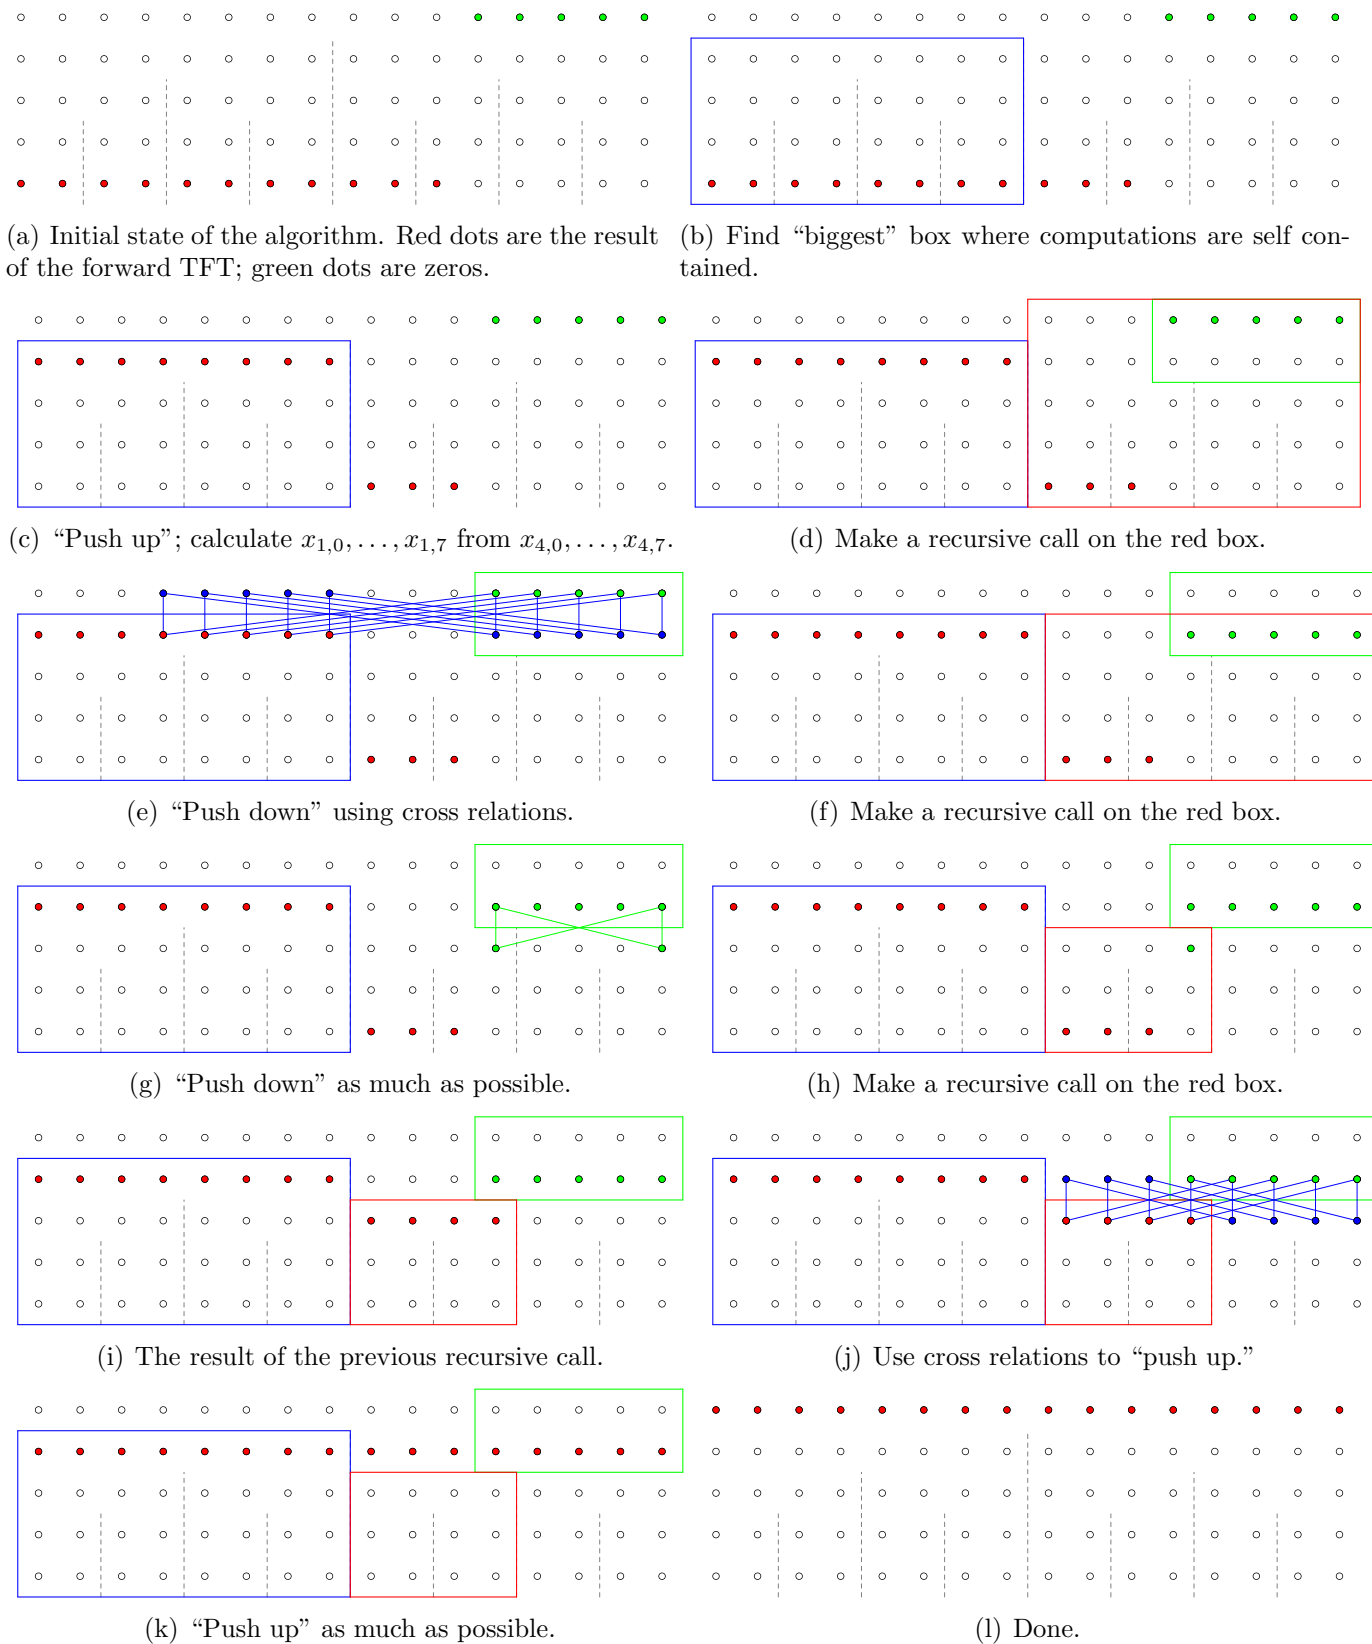 (a) Initial state of the algorithm. Red dots are the result
of the forward TFT; green dots are zeros.
(b) Find “biggest” box where computations are self con-
tained.
(c) “Push up”; calculate x1,0, . . . , x1,7 from x4,0, . . . , x4,7.
(d) Make a recursive call on the red box.
(e) “Push down” using cross relations.
(f) Make a recursive call on the red box.
(g) “Push down” as much as possible.
(h) Make a recursive call on the red box.
(i) The result of the previous recursive call.
(j) Use cross relations to “push up.”
(k) “Push up” as much as possible.
(l) Done.